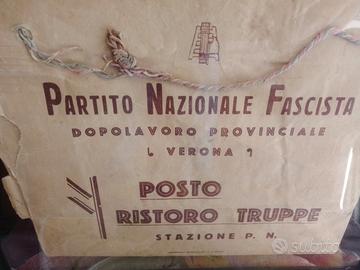 PARTITO NAZIONALE FASCISTA
DOPOLAVORO PROVINCIALE
VERONA
POSTO
RISTORO TRUPPE
STAZIONE P. N.
subito